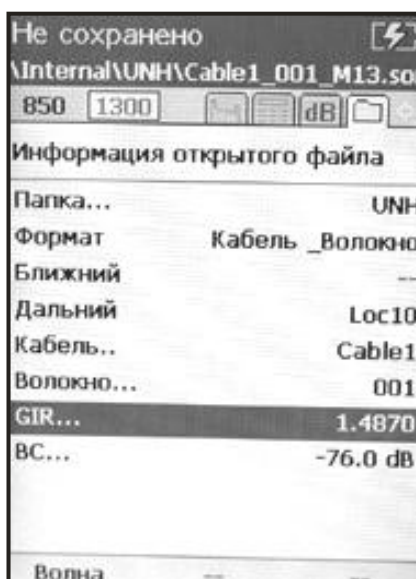 Не сохранено
\Internal\UNH\Cable1_001_M13.so
850 1300 dB
Информация открытого файла
Папка... UNH
Формат Кабель _Волокно
Ближний --
Дальний Loc10
Кабель.. Cable1
Волокно... 001
GIR... 1.4870
BC... -76.0 dB
Волна --